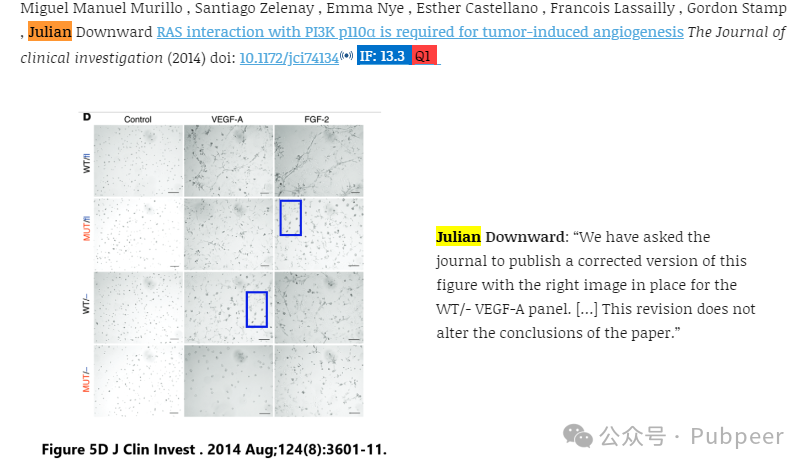 Miguel Manuel Murillo , Santiago Zelenay , Emma Nye , Esther Castellano , Francois Lassailly , Gordon Stamp
, Julian Downward RAS interaction with PI3K p110α is required for tumor-induced angiogenesis The Journal of
clinical investigation (2014) doi: 10.1172/jci74134 IF: 13.3 Q1
D
Control VEGF-A FGF-2
WT/fl
MUT/fl
WT/–
MUT/–
Julian Downward: “We have asked the
journal to publish a corrected version of this
figure with the right image in place for the
WT/- VEGF-A panel. […] This revision does not
alter the conclusions of the paper.”
公众号 · Pubpeer
Figure 5D J Clin Invest . 2014 Aug;124(8):3601-11.